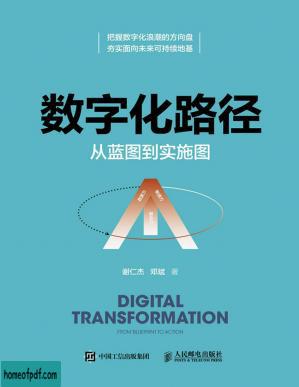 把握数字化浪潮的方向盘
夯实面向未来可持续地基
数字化路径
从蓝图到实施图
谢仁杰 邓斌 著
DIGITAL
TRANSFORMATION
FROM BLUEPRINT TO ACTION
中国工信出版集团
人民邮电出版社
homeofpdf.com